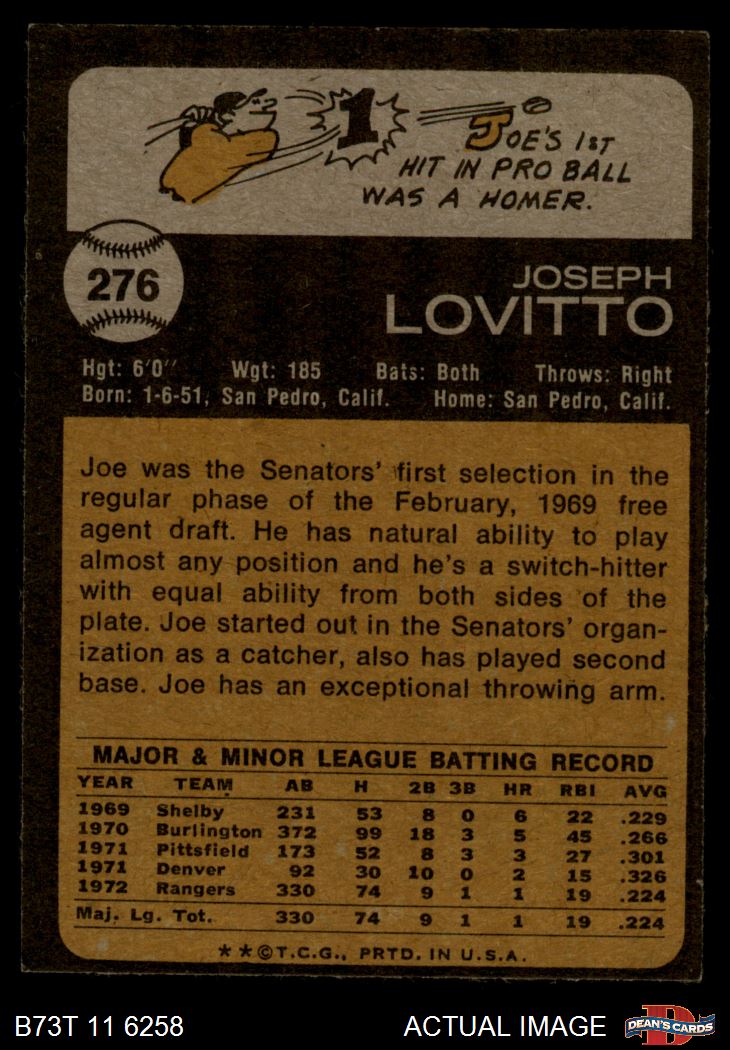 1
JOE'S 1ST
HIT IN PRO BALL
WAS A HOMER.
276
JOSEPH
LOVITTO
Hgt: 6'0" Wgt: 185 Bats: Both Throws: Right
Born: 1-6-51, San Pedro, Calif. Home: San Pedro, Calif.
Joe was the Senators' first selection in the
regular phase of the February, 1969 free
agent draft. He has natural ability to play
almost any position and he's a switch-hitter
with equal ability from both sides of the
plate. Joe started out in the Senators' organ-
ization as a catcher, also has played second
base. Joe has an exceptional throwing arm.
MAJOR & MINOR LEAGUE BATTING RECORD
YEAR TEAM AB H 2B 3B HR RBI AVG
1969 Shelby 231 53 8 0 6 22 .229
1970 Burlington 372 99 18 3 5 45 .266
1971 Pittsfield 173 52 8 3 3 27 .301
1971 Denver 92 30 10 0 2 15 .326
1972 Rangers 330 74 9 1 1 19 .224
Maj. Lg. Tot. 330 74 9 1 1 19 .224
**©T.C.G., PRTD. IN U.S.A.
B73T 11 6258 ACTUAL IMAGE DEAN'S CARDS